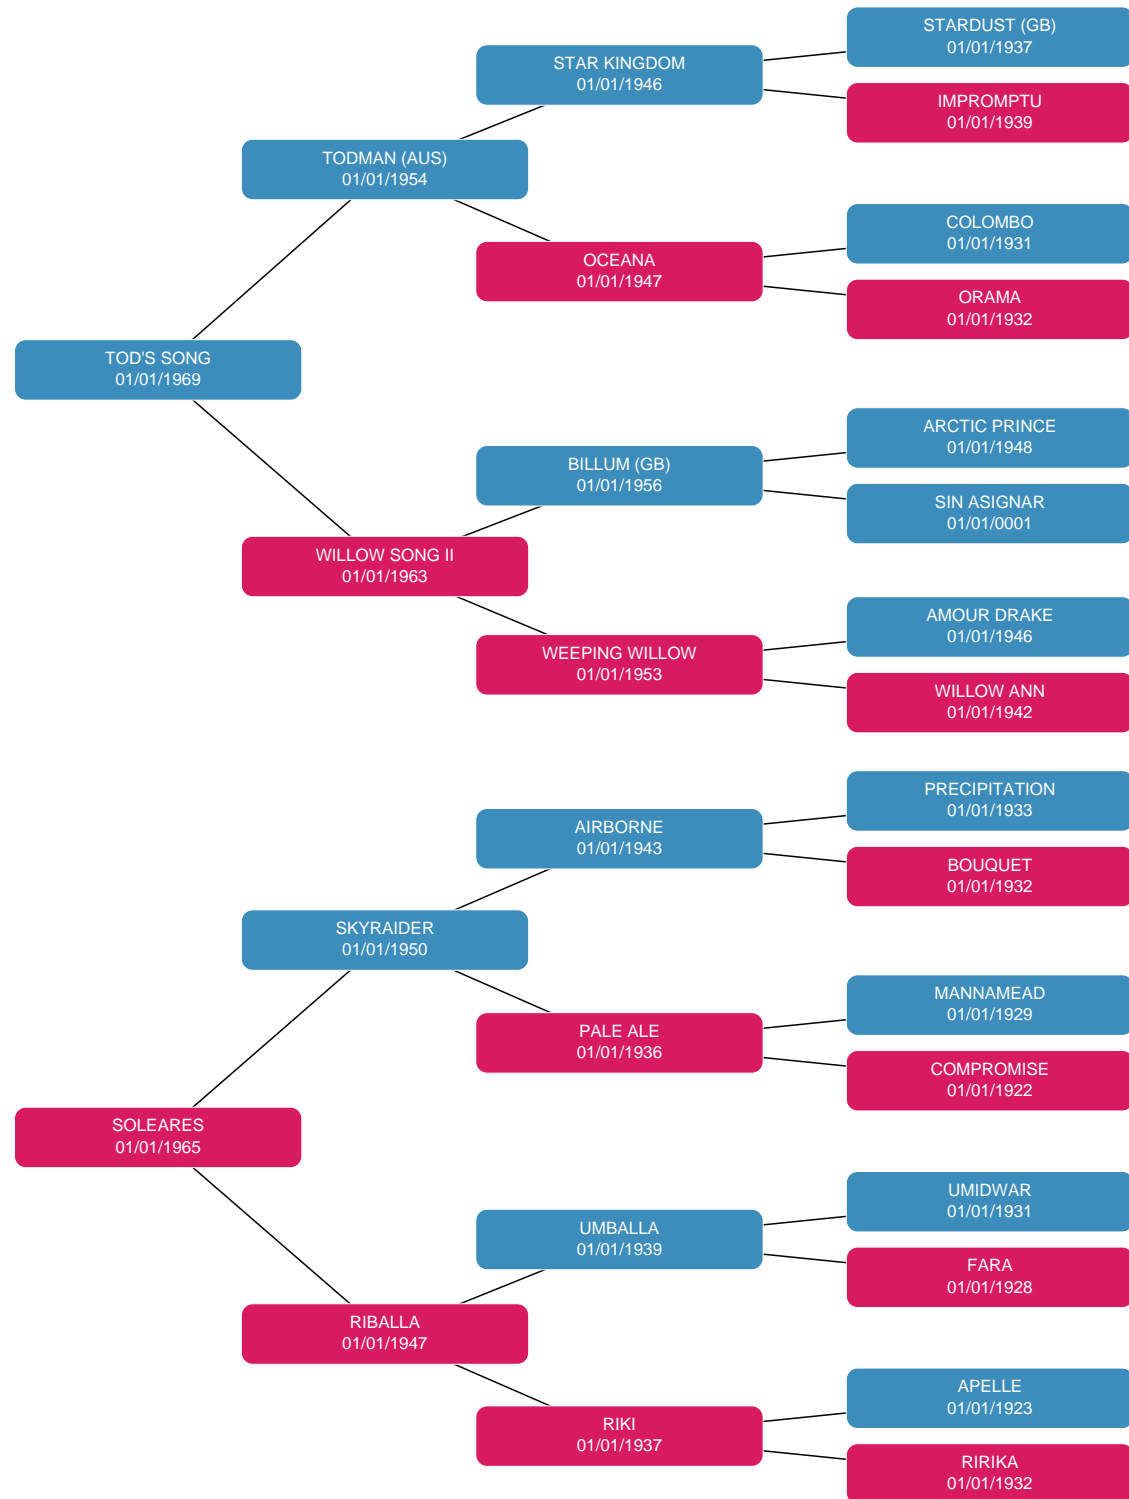 STARDUST (GB)
01/01/1937
STAR KINGDOM
01/01/1946
IMPROMPTU
01/01/1939
TODMAN (AUS)
01/01/1954
COLOMBO
01/01/1931
OCEANA
01/01/1947
ORAMA
01/01/1932
TOD'S SONG
01/01/1969
ARCTIC PRINCE
01/01/1948
BILLUM (GB)
01/01/1956
SIN ASIGNAR
01/01/0001
WILLOW SONG II
01/01/1963
AMOUR DRAKE
01/01/1946
WEEPING WILLOW
01/01/1953
WILLOW ANN
01/01/1942
PRECIPITATION
01/01/1933
AIRBORNE
01/01/1943
BOUQUET
01/01/1932
SKYRAIDER
01/01/1950
MANNAMEAD
01/01/1929
PALE ALE
01/01/1936
COMPROMISE
01/01/1922
SOLEARES
01/01/1965
UMIDWAR
01/01/1931
UMBALLA
01/01/1939
FARA
01/01/1928
RIBALLA
01/01/1947
APELLE
01/01/1923
RIKI
01/01/1937
RIRIKA
01/01/1932